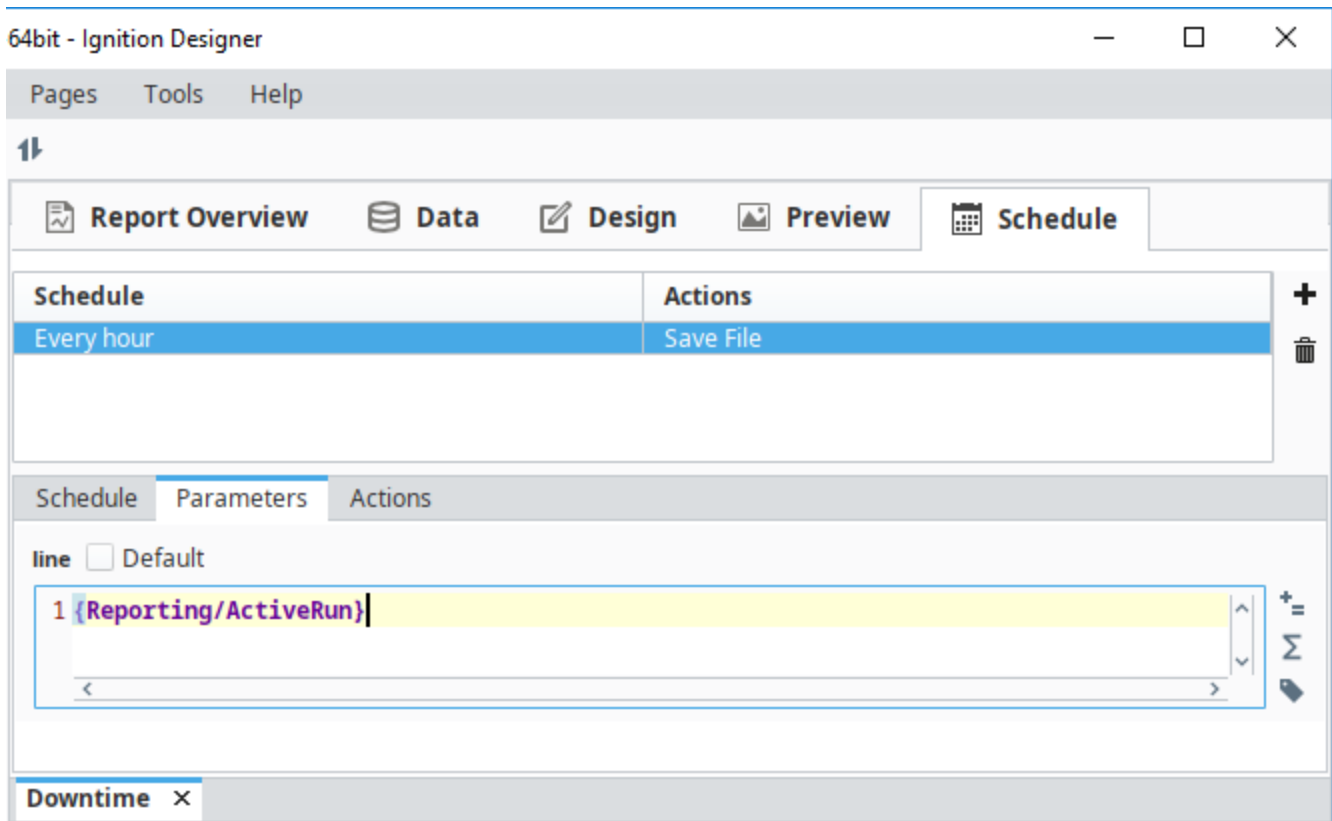 64bit - Ignition Designer
Pages Tools Help
Report Overview Data Design Preview Schedule
Schedule Actions
Every hour Save File
Schedule Parameters Actions
line Default
1 {Reporting/ActiveRun}
Downtime ×